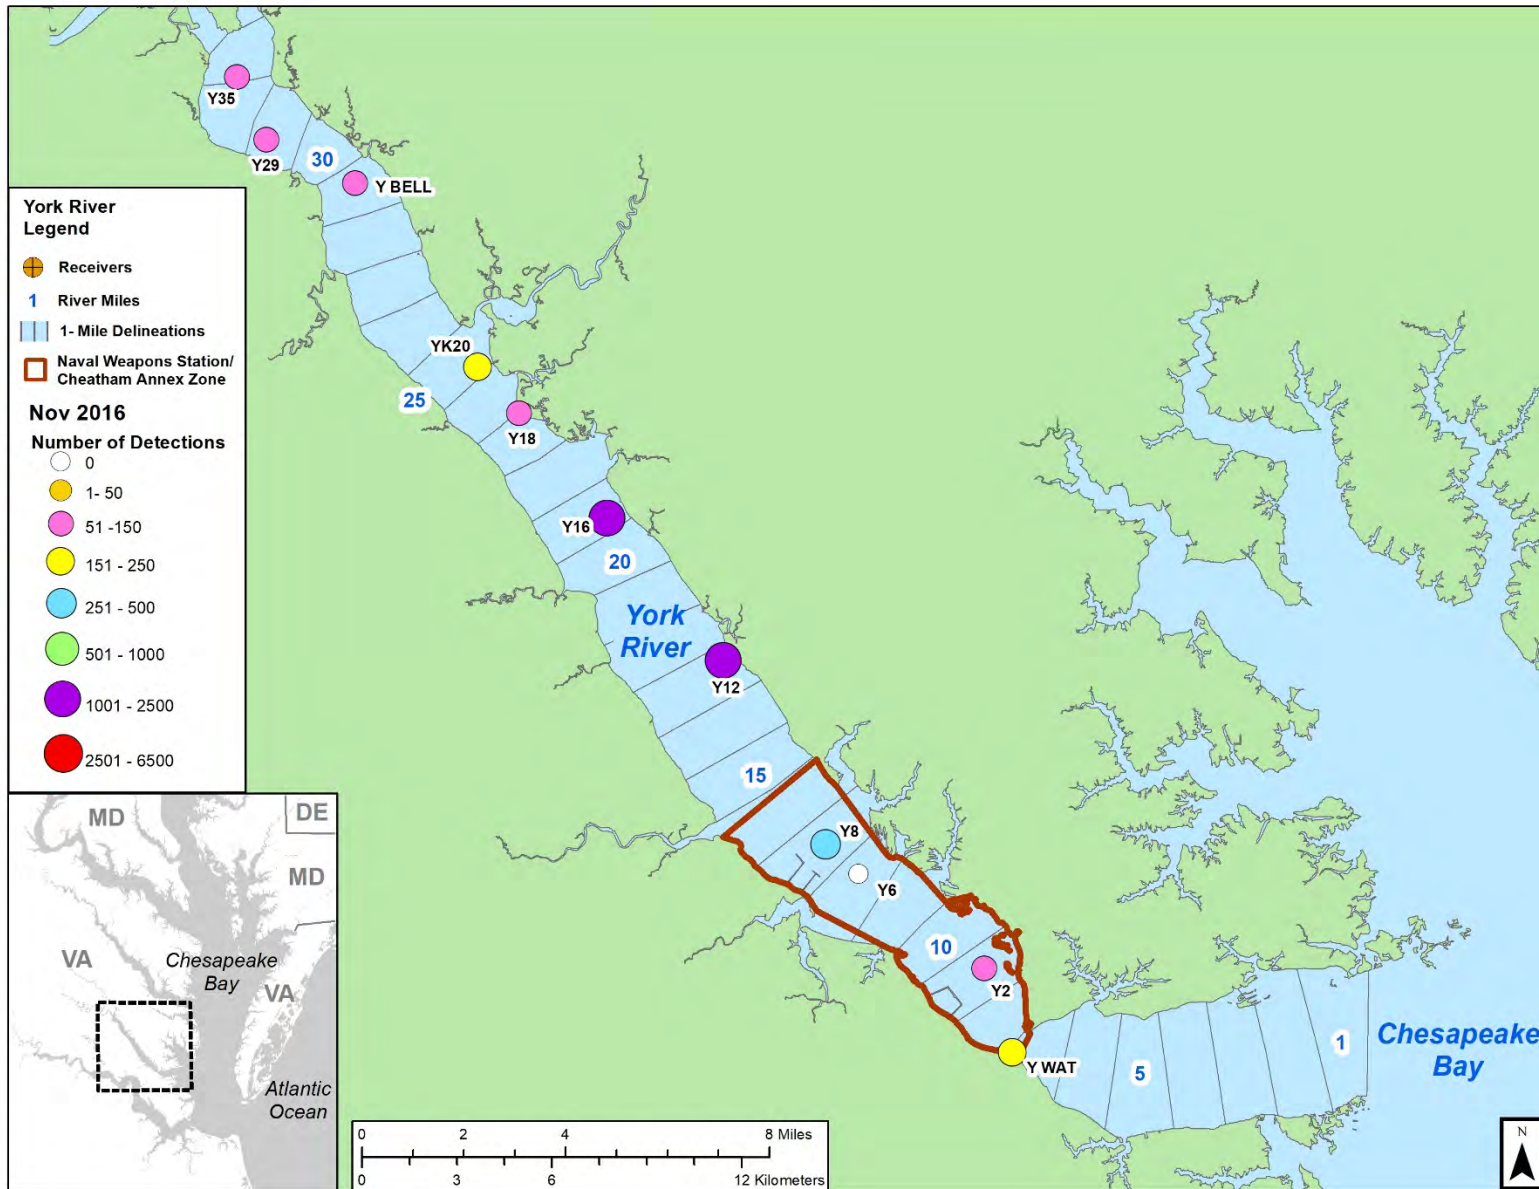 Y35
Y29
30
Y BELL
York River
Legend
Receivers
1 River Miles
1- Mile Delineations
Naval Weapons Station/
Cheatham Annex Zone
Nov 2016
Number of Detections
0
1- 50
51 -150
151 - 250
251 - 500
501 - 1000
1001 - 2500
2501 - 6500
YK20
25
Y18
Y16
20
York
River
Y12
15
Y8
Y6
10
Y2
Y WAT
5
1
Chesapeake
Bay
MD
DE
MD
VA
Chesapeake
Bay
VA
Atlantic
Ocean
0 2 4 8 Miles
0 3 6 12 Kilometers
N